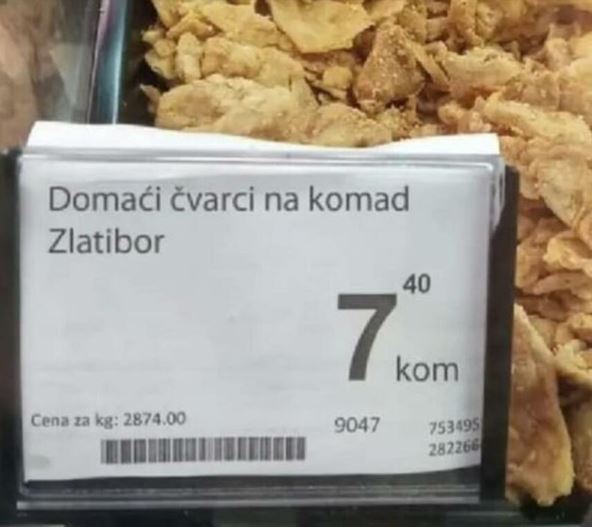 Domaći čvarci na komad
Zlatibor
7 40
kom
Cena za kg: 2874.00
9047
753495
282266